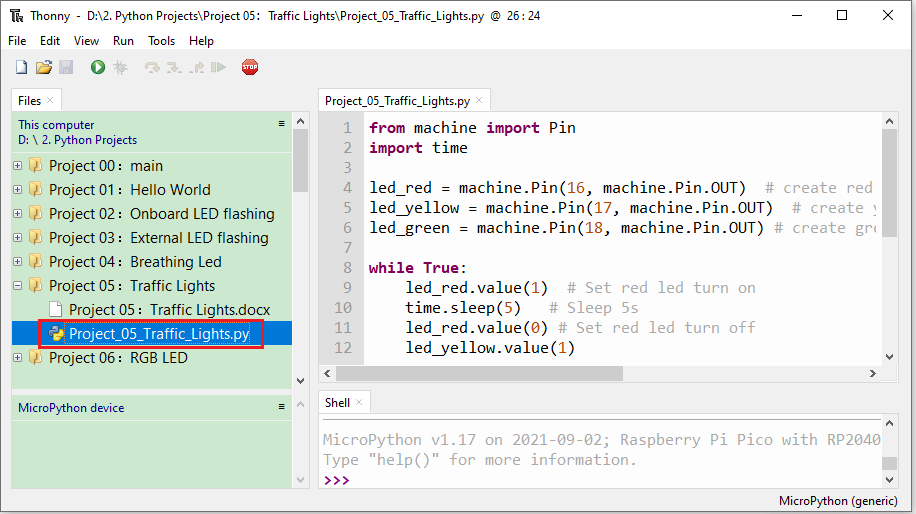 Thonny - D:\2. Python Projects\Project 05：Traffic Lights\Project_05_Traffic_Lights.py @ 26 : 24
File Edit View Run Tools Help
STOP
Files
This computer
D: \ 2. Python Projects
Project 00：main
Project 01：Hello World
Project 02：Onboard LED flashing
Project 03：External LED flashing
Project 04：Breathing Led
Project 05：Traffic Lights
Project 05：Traffic Lights.docx
Project_05_Traffic_Lights.py
Project 06：RGB LED
MicroPython device
Project_05_Traffic_Lights.py
1 from machine import Pin
2 import time
3
4 led_red = machine.Pin(16, machine.Pin.OUT)  # create red
5 led_yellow = machine.Pin(17, machine.Pin.OUT)  # create y
6 led_green = machine.Pin(18, machine.Pin.OUT) # create gre
7
8 while True:
9     led_red.value(1)  # Set red led turn on
10     time.sleep(5)   # Sleep 5s
11     led_red.value(0) # Set red led turn off
12     led_yellow.value(1)
Shell
MicroPython v1.17 on 2021-09-02; Raspberry Pi Pico with RP2040
Type "help()" for more information.
>>>
MicroPython (generic)